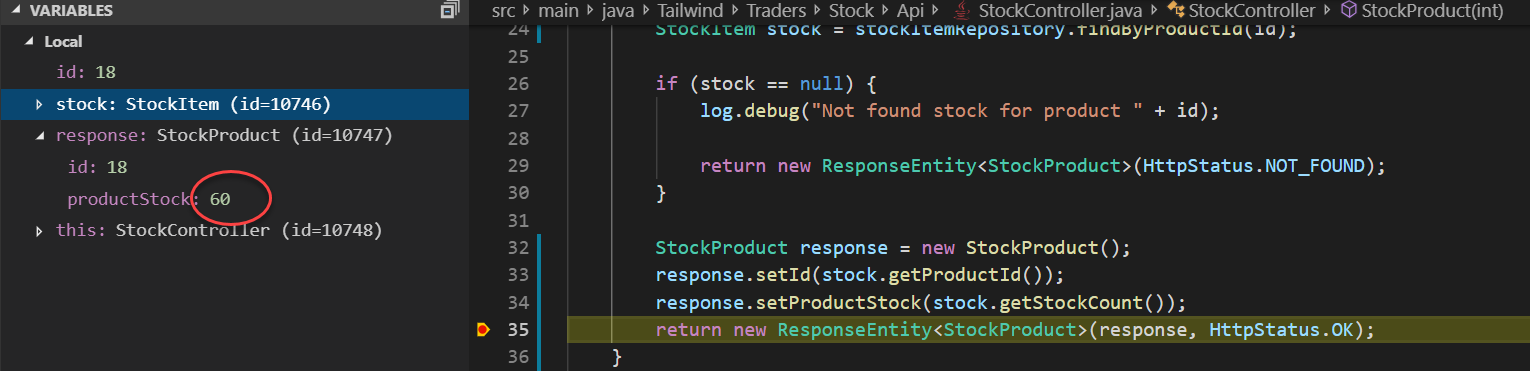 VARIABLES
Local
id: 18
stock: StockItem (id=10746)
response: StockProduct (id=10747)
id: 18
productStock: 60
this: StockController (id=10748)
src > main > java > Tailwind > Traders > Stock > Api > StockController.java > StockController > StockProduct(int)
24 StockItem stock = stockItemRepository.findByProductId(id);
25
26 if (stock == null) {
27 log.debug("Not found stock for product " + id);
28
29 return new ResponseEntity<StockProduct>(HttpStatus.NOT_FOUND);
30 }
31
32 StockProduct response = new StockProduct();
33 response.setId(stock.getProductId());
34 response.setProductStock(stock.getStockCount());
35 return new ResponseEntity<StockProduct>(response, HttpStatus.OK);
36 }